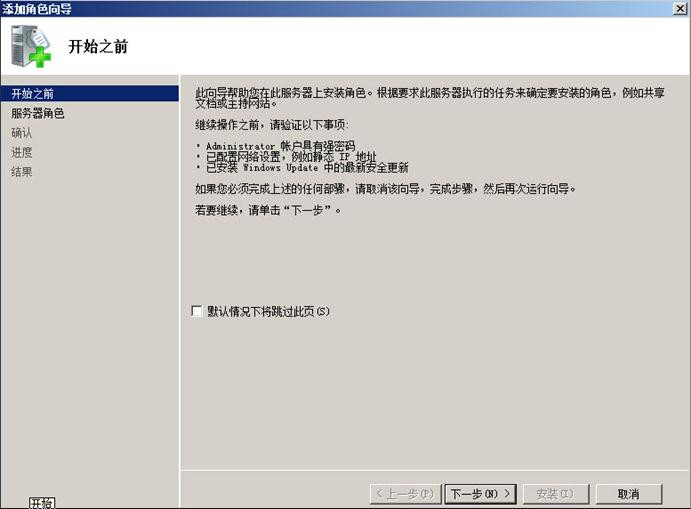 添加角色向导
开始之前
开始之前
服务器角色
确认
进度
结果
此向导帮助您在此服务器上安装角色。根据要求此服务器执行的任务来确定要安装的角色，例如共享
文档或主持网站。
继续操作之前，请验证以下事项:
· Administrator 帐户具有强密码
· 已配置网络设置，例如静态 IP 地址
· 已安装 Windows Update 中的最新安全更新
如果您必须完成上述的任何部骤，请取消该向导，完成步骤，然后再次运行向导。
若要继续，请单击“下一步”。
默认情况下将跳过此页(S)
< 上一步(P)
下一步(N) >
安装(I)
取消
开始